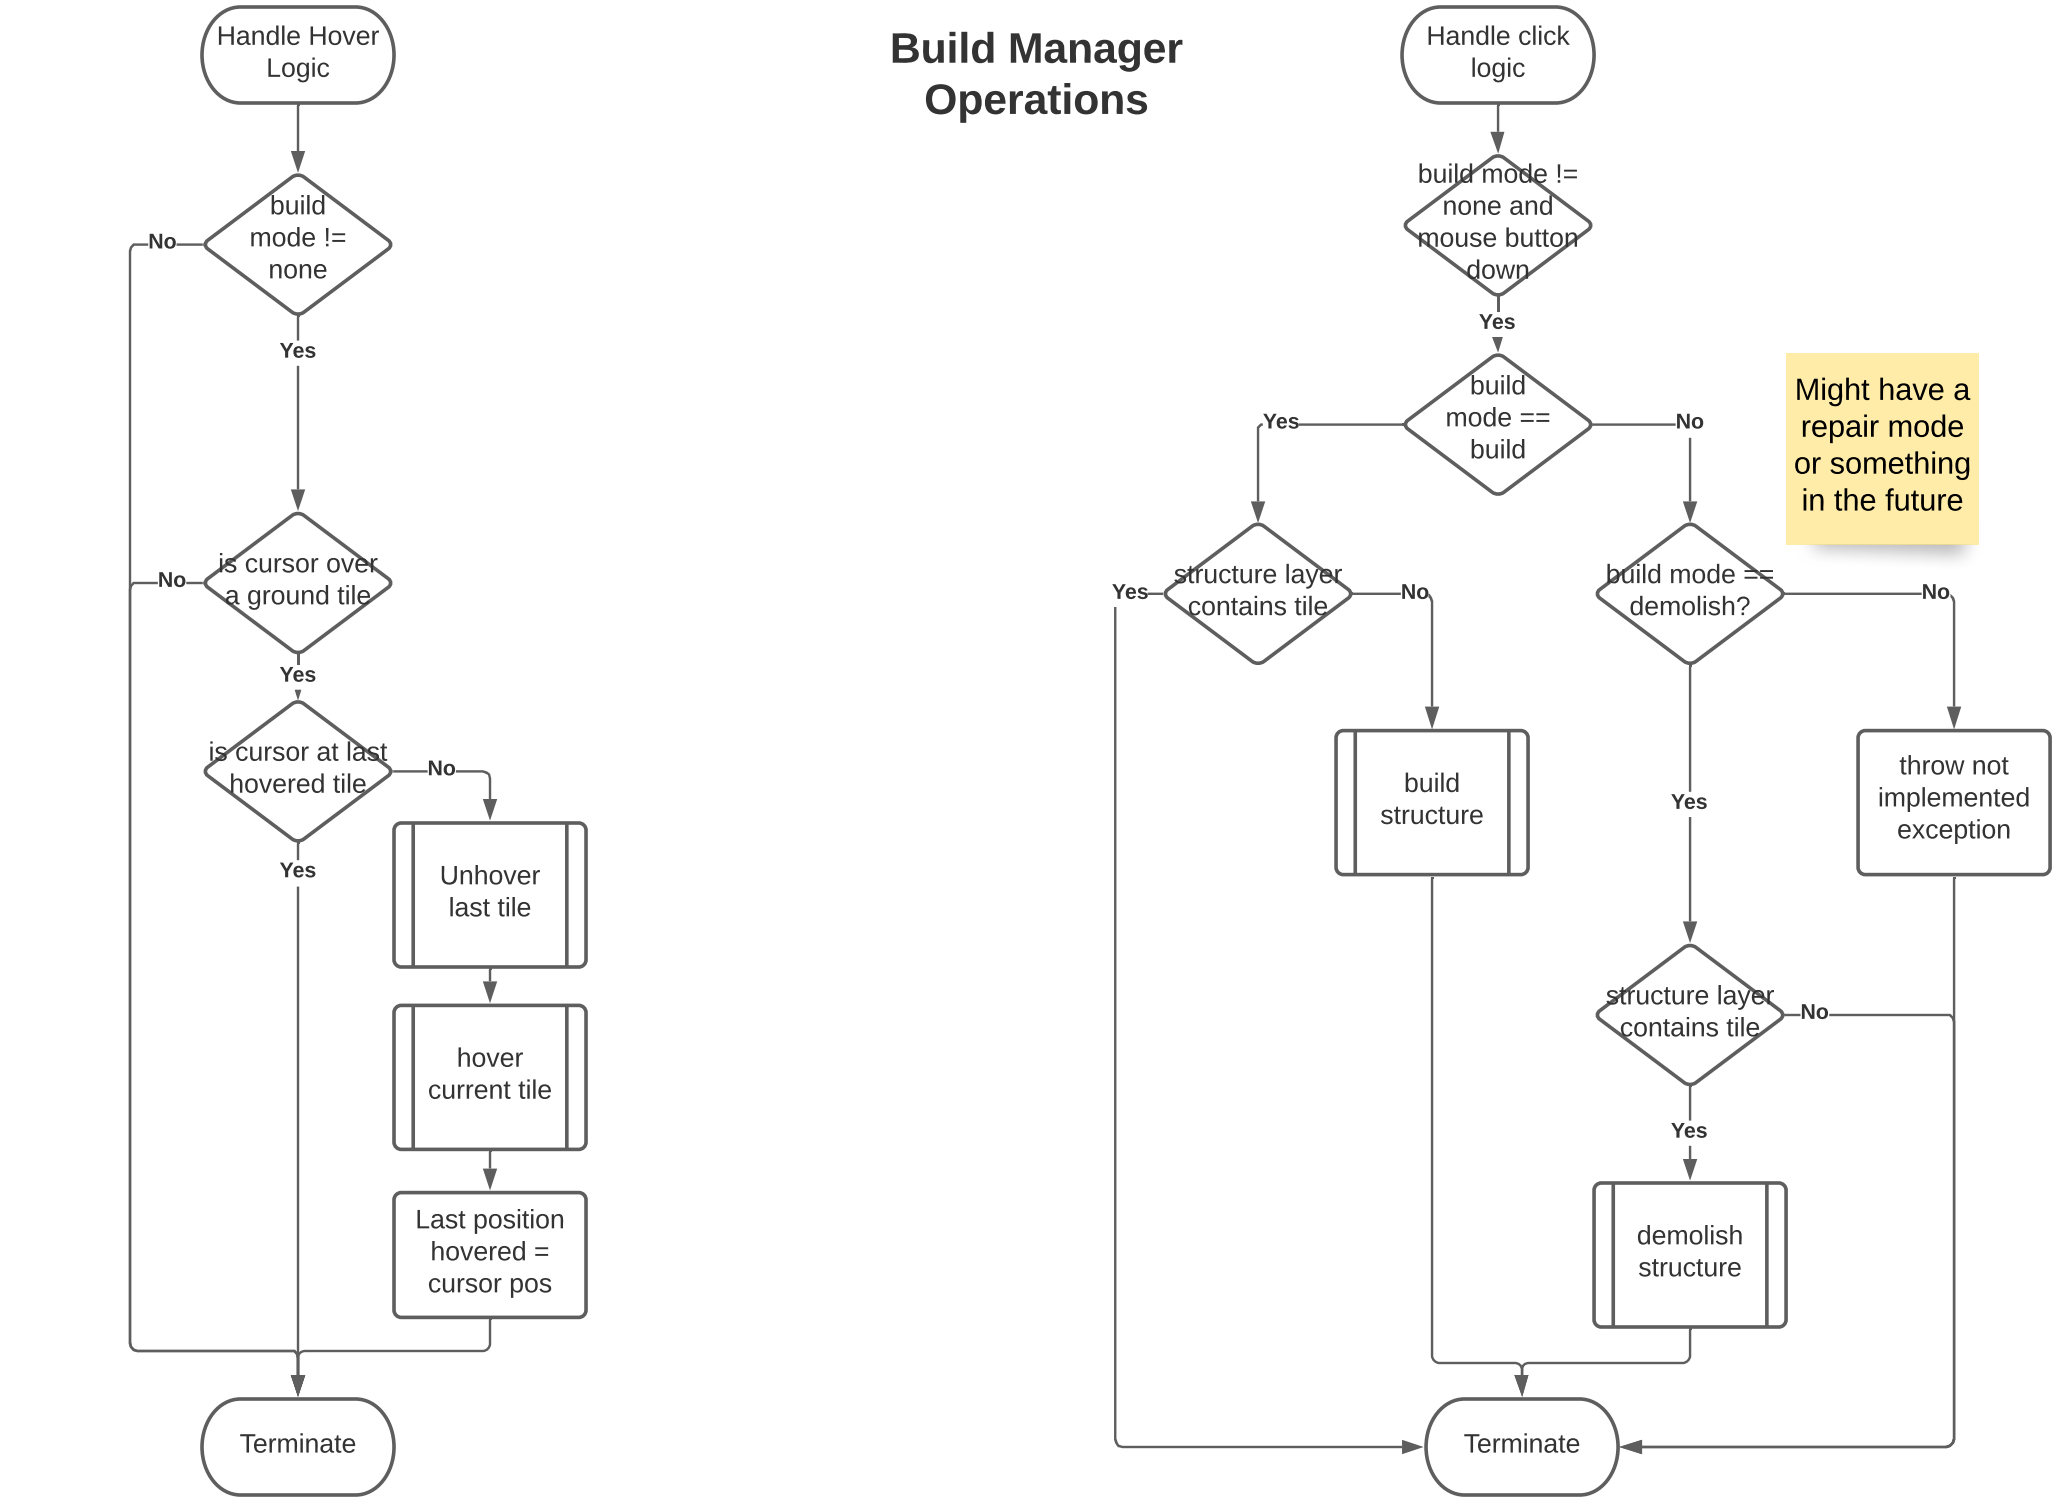 Handle Hover
Logic
build
mode !=
none
No
Yes
is cursor over
a ground tile
No
Yes
is cursor at last
hovered tile
No
Yes
Unhover
last tile
hover
current tile
Last position
hovered =
cursor pos
Terminate
Build Manager
Operations
Handle click
logic
build mode !=
none and
mouse button
down
Yes
build
mode ==
build
Yes
No
Might have a
repair mode
or something
in the future
structure layer
contains tile
Yes
No
build mode ==
demolish?
No
Yes
build
structure
throw not
implemented
exception
structure layer
contains tile
No
Yes
demolish
structure
Terminate